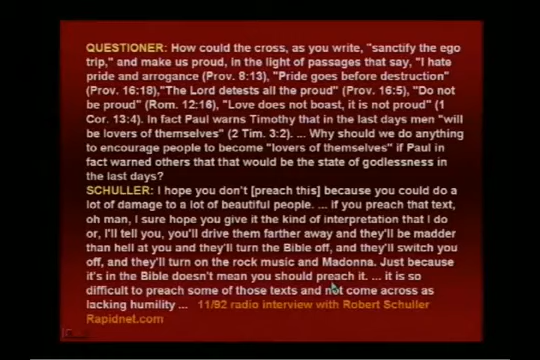 QUESTIONER: How could the cross, as you write, "sanctify the ego
trip," and make us proud, in the light of passages that say, "I hate
pride and arrogance (Prov. 8:13), "Pride goes before destruction"
(Prov. 16:18),"The Lord detests all the proud" (Prov. 16:5), "Do not
be proud" (Rom. 12:16), "Love does not boast, it is not proud" (1
Cor. 13:4). In fact Paul warns Timothy that in the last days men "will
be lovers of themselves" (2 Tim. 3:2). ... Why should we do anything
to encourage people to become "lovers of themselves" if Paul in
fact warned others that that would be the state of godlessness in
the last days?
SCHULLER: I hope you don't [preach this] because you could do a
lot of damage to a lot of beautiful people. ... If you preach that text,
oh man, I sure hope you give it the kind of interpretation that I do
or, I'll tell you, you'll drive them farther away and they'll be madder
than hell at you and they'll turn the Bible off, and they'll switch you
off, and they'll turn on the rock music and Madonna. Just because
it's in the Bible doesn't mean you should preach it. ... it is so
difficult to preach some of those texts and not come across as
lacking humility ... 11/92 radio interview with Robert Schuller
Rapidnet.com